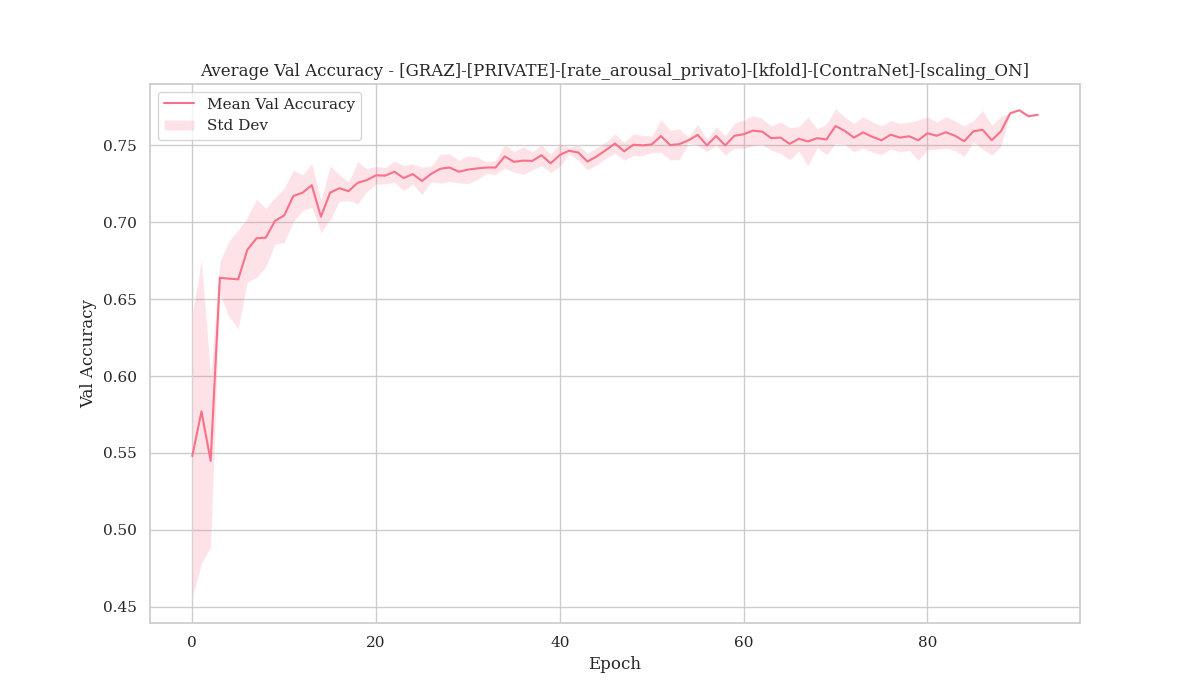 Average Val Accuracy - [GRAZ]-[PRIVATE]-[rate_arousal_privato]-[kfold]-[ContraNet]-[scaling_ON]
Mean Val Accuracy
Std Dev
0.75
0.70
0.65
0.60
0.55
0.50
0.45
Val Accuracy
0 20 40 60 80
Epoch